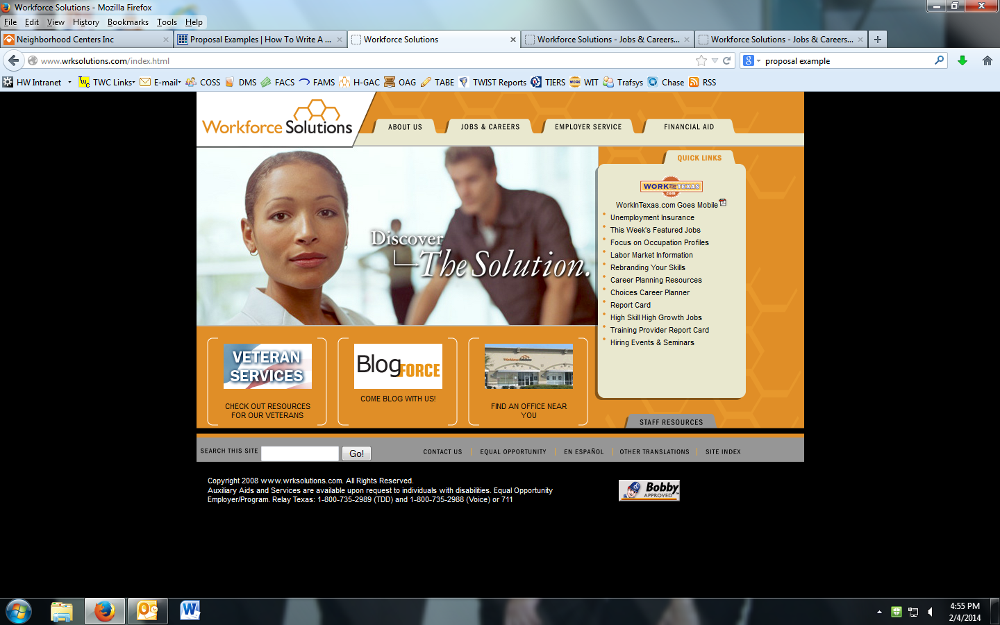 Workforce Solutions - Mozilla Firefox
File Edit View History Bookmarks Tools Help
Neighborhood Centers Inc
Proposal Examples | How To Write A ...
Workforce Solutions
Workforce Solutions - Jobs & Careers...
Workforce Solutions - Jobs & Careers...
www.wrksolutions.com/index.html
proposal example
HW Intranet TWC Links E-mail COSS DMS FACS FAMS H-GAC OAG TABE TWIST Reports TIERS WIT Trafsys Chase RSS
Workforce Solutions
ABOUT US
JOBS & CAREERS
EMPLOYER SERVICE
FINANCIAL AID
Discover
The Solution.
QUICK LINKS
WORK IN TEXAS
.com
WorkInTexas.com Goes Mobile
Unemployment Insurance
This Week's Featured Jobs
Focus on Occupation Profiles
Labor Market Information
Rebranding Your Skills
Career Planning Resources
Choices Career Planner
Report Card
High Skill High Growth Jobs
Training Provider Report Card
Hiring Events & Seminars
VETERAN
SERVICES
CHECK OUT RESOURCES
FOR OUR VETERANS
Blog FORCE
COME BLOG WITH US!
FIND AN OFFICE NEAR
YOU
STAFF RESOURCES
SEARCH THIS SITE
Go!
CONTACT US
EQUAL OPPORTUNITY
EN ESPAÑOL
OTHER TRANSLATIONS
SITE INDEX
Copyright 2008 www.wrksolutions.com. All Rights Reserved.
Auxiliary Aids and Services are available upon request to individuals with disabilities. Equal Opportunity
Employer/Program. Relay Texas: 1-800-735-2989 (TDD) and 1-800-735-2988 (Voice) or 711
Bobby
APPROVED
4:55 PM
2/4/2014